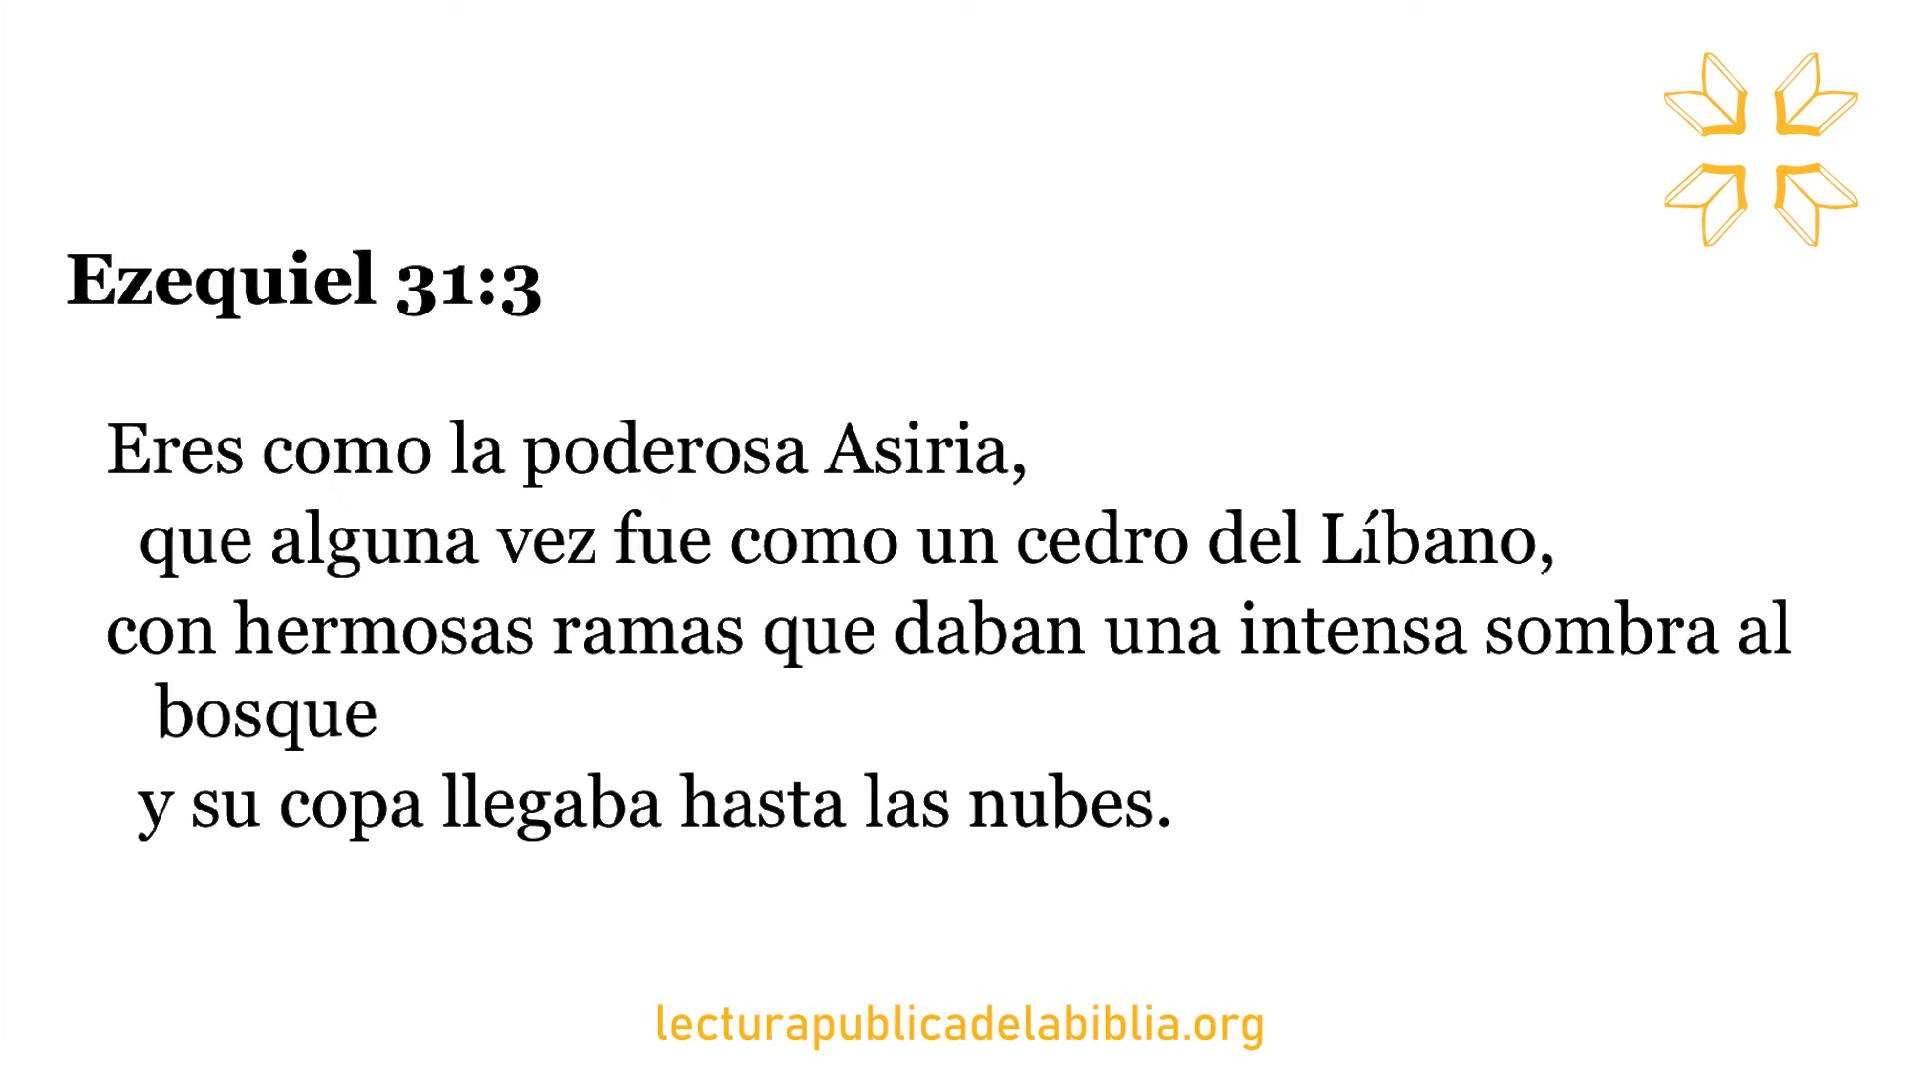 Ezequiel 31:3
Eres como la poderosa Asiria,
que alguna vez fue como un cedro del Líbano,
con hermosas ramas que daban una intensa sombra al
bosque
y su copa llegaba hasta las nubes.
lecturapublicadelabiblia.org